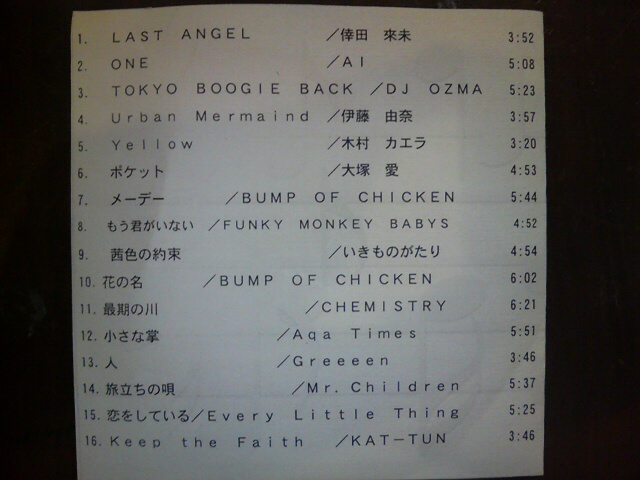 1. LAST ANGEL ／倖田 來未 3:52
2. ONE ／AI 5:08
3. TOKYO BOOGIE BACK ／DJ OZMA 5:23
4. Urban Mermaind ／伊藤 由奈 3:57
5. Yellow ／木村 カエラ 3:20
6. ポケット ／大塚 愛 4:53
7. メーデー ／BUMP OF CHICKEN 5:44
8. もう君がいない ／FUNKY MONKEY BABYS 4:52
9. 茜色の約束 ／いきものがたり 4:54
10. 花の名 ／BUMP OF CHICKEN 6:02
11. 最期の川 ／CHEMISTRY 6:21
12. 小さな掌 ／Aqa Times 5:51
13. 人 ／Greeeen 3:46
14. 旅立ちの唄 ／Mr. Children 5:37
15. 恋をしている／Every Little Thing 5:25
16. Keep the Faith ／KAT－TUN 3:46